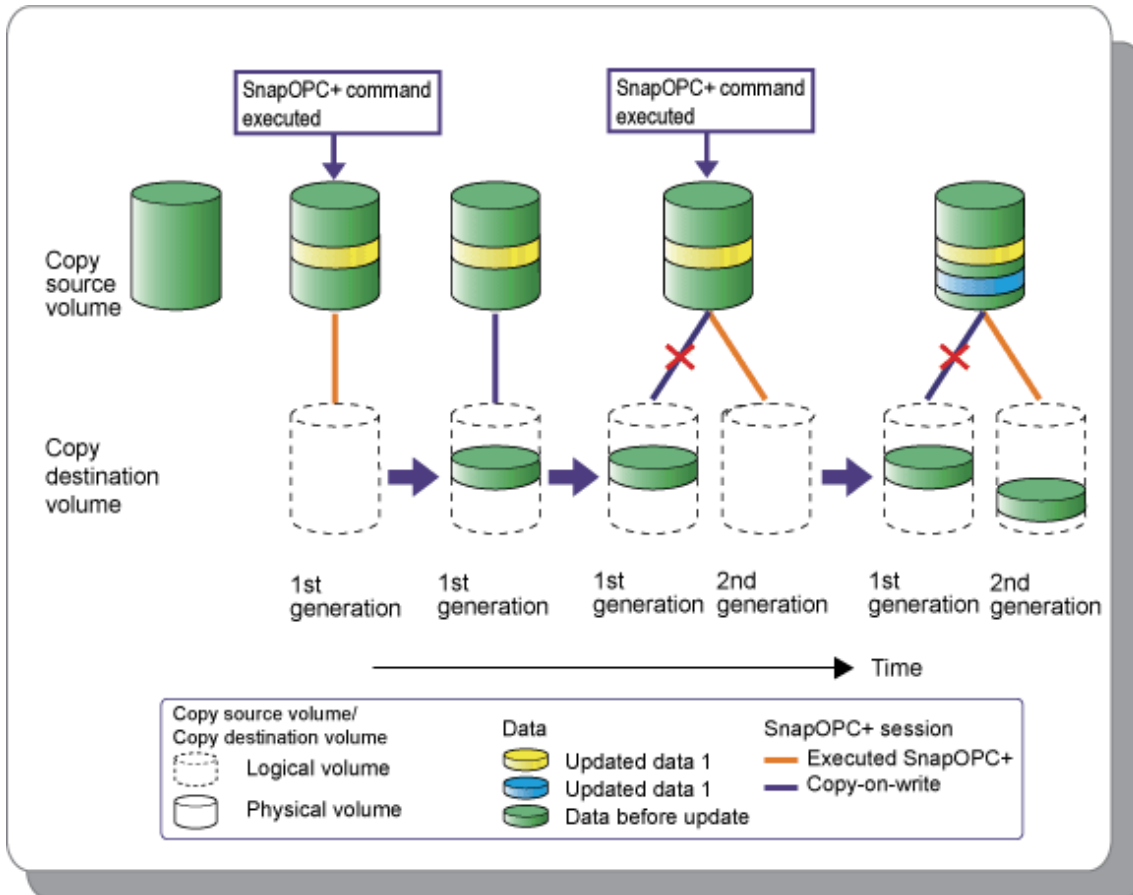 SnapOPC+ command
executed
SnapOPC+ command
executed
Copy
source
volume
Copy
destination
volume
1st
generation
1st
generation
1st
generation
2nd
generation
1st
generation
2nd
generation
Time
Copy source volume/
Copy destination volume
Logical volume
Physical volume
Data
Updated data 1
Updated data 1
Data before update
SnapOPC+ session
Executed SnapOPC+
Copy-on-write